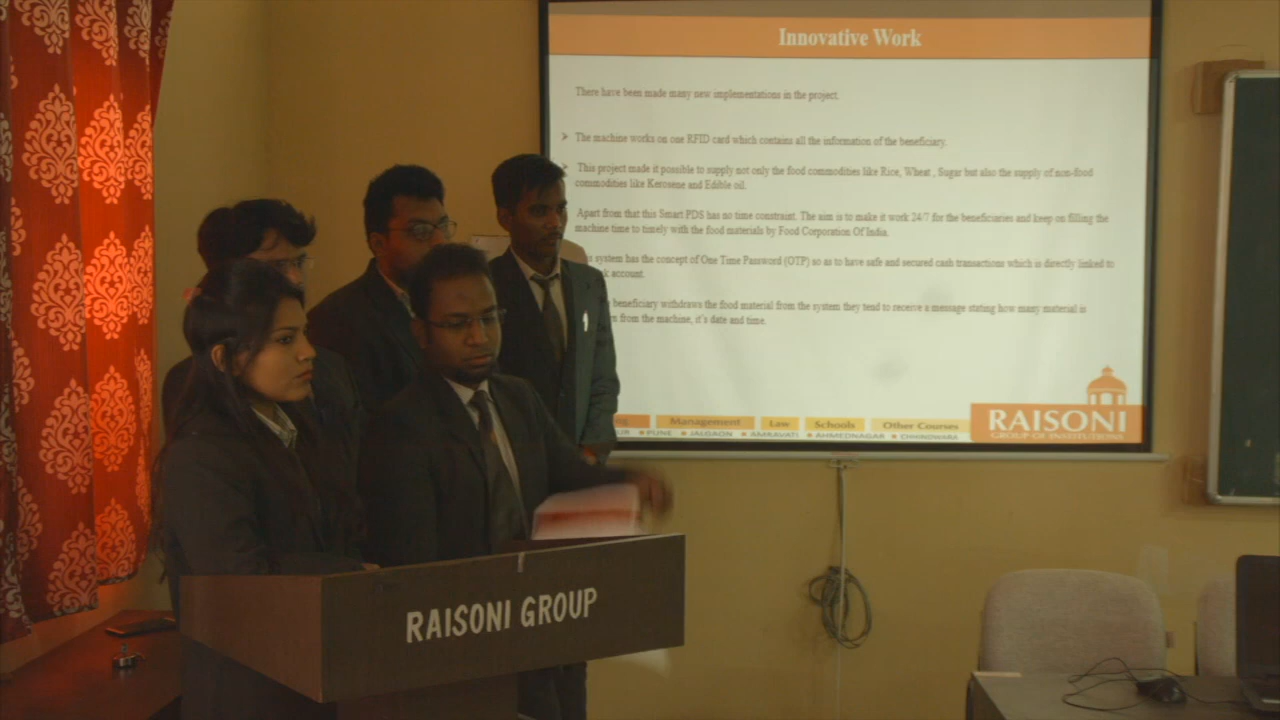 Innovative Work
There have been made many new implementations in the project.
➤ The machine works on one RFID card which contains all the information of the beneficiary.
This project made it possible to supply not only the food commodities like Rice, Wheat , Sugar but also the supply of non-food
commodities like Kerosene and Edible oil.
Apart from that this Smart PDS has no time constraint. The aim is to make it work 24/7 for the beneficiaries and keep on filling the
machine time to timely with the food materials by Food Corporation Of India.
system has the concept of One Time Password (OTP) so as to have safe and secured cash transactions which is directly linked to
account.
beneficiary withdraws the food material from the system they tend to receive a message stating how many material is
from the machine, it's date and time.
Management Law Schools Other Courses
PUNE • JALGAON • AMRAVATI • AHMEDNAGAR • CHHINDWARA
RAISONI
GROUP OF INSTITUTIONS
RAISONI GROUP